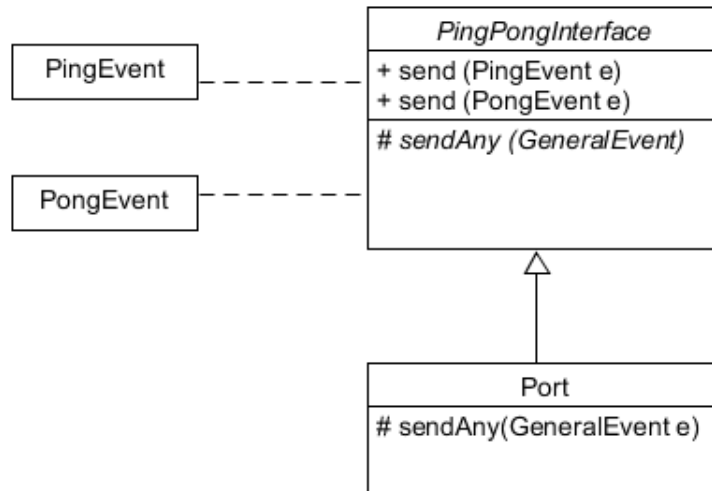 PingPongInterface
PingEvent
+ send (PingEvent e)
+ send (PongEvent e)
# sendAny (GeneralEvent)
PongEvent
Port
# sendAny(GeneralEvent e)